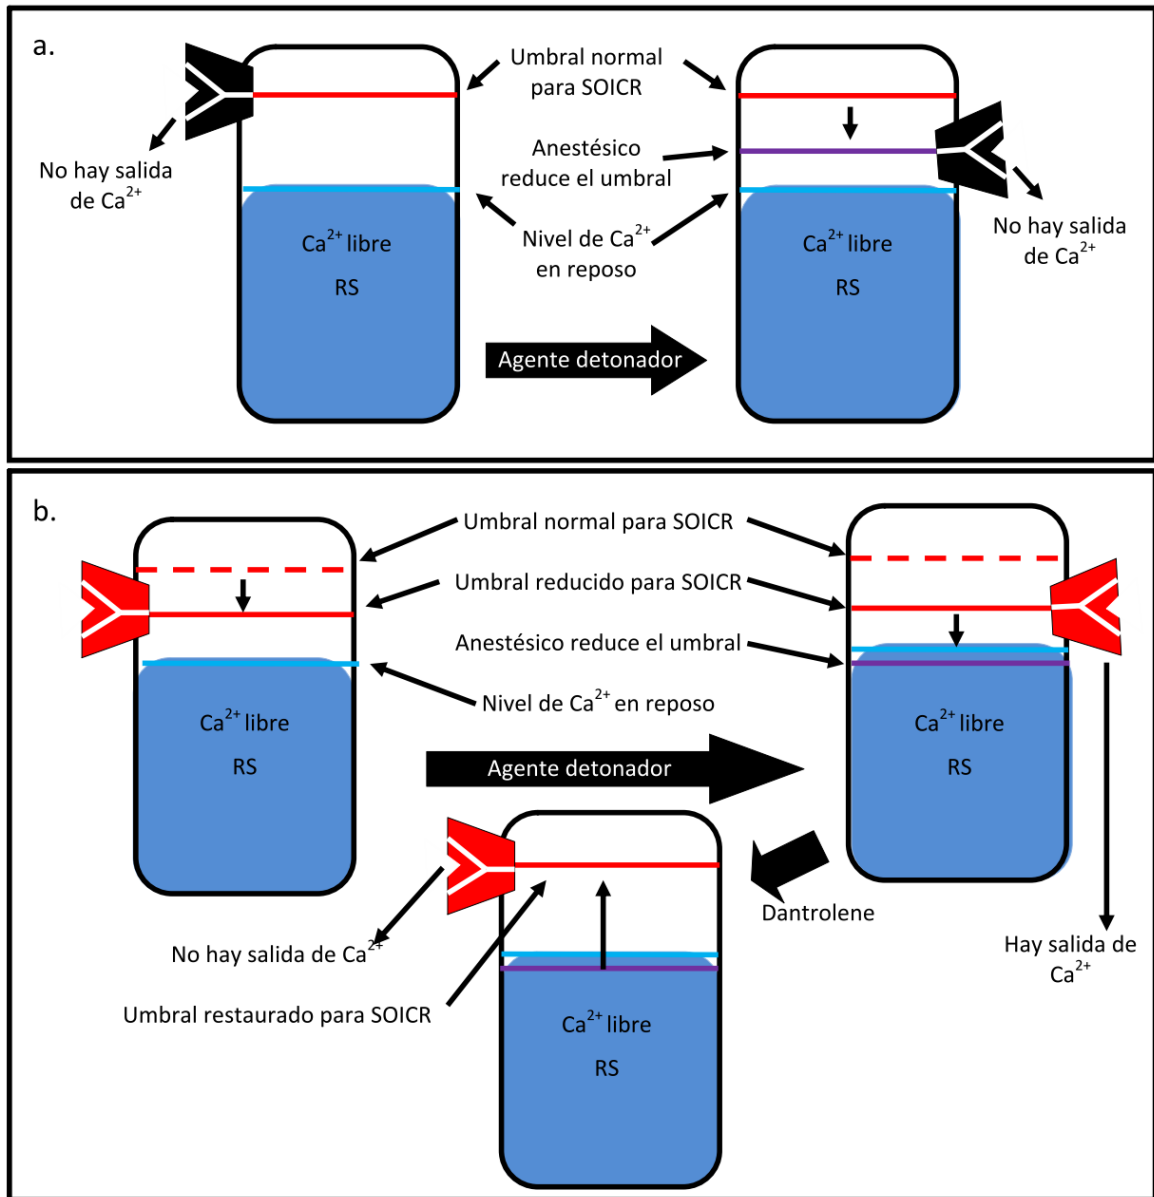 a.
Umbral normal
para SOICR
No hay salida
de Ca²⁺
Anestésico
reduce el umbral
Nivel de Ca²⁺
en reposo
No hay salida
de Ca²⁺
Ca²⁺ libre
RS
Ca²⁺ libre
RS
Agente detonador
b.
Umbral normal para SOICR
Umbral reducido para SOICR
Anestésico reduce el umbral
Nivel de Ca²⁺ en reposo
Ca²⁺ libre
RS
Ca²⁺ libre
RS
Agente detonador
Dantrolene
No hay salida de Ca²⁺
Hay salida de
Ca²⁺
Umbral restaurado para SOICR
Ca²⁺ libre
RS